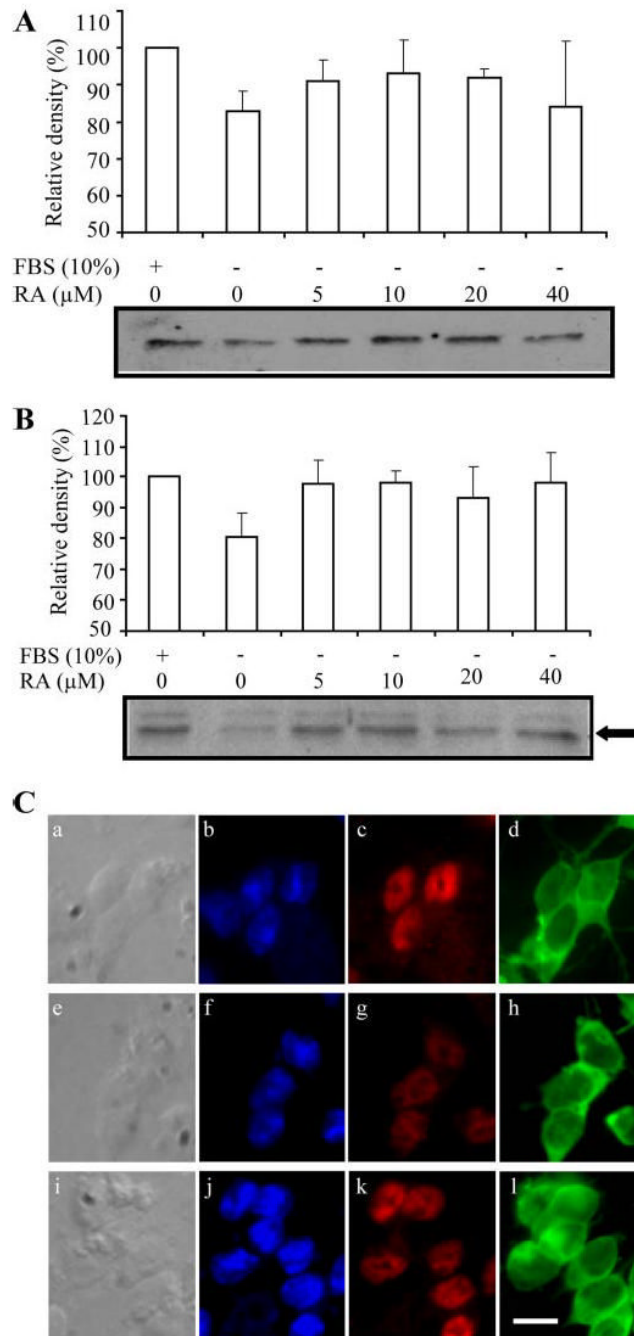 A
Relative density (%)
110
100
90
80
70
60
50
FBS (10%) + - - - - -
RA (μM) 0 0 5 10 20 40
B
Relative density (%)
120
110
100
90
80
70
60
50
FBS (10%) + - - - - -
RA (μM) 0 0 5 10 20 40
C
a b c d
e f g h
i j k l